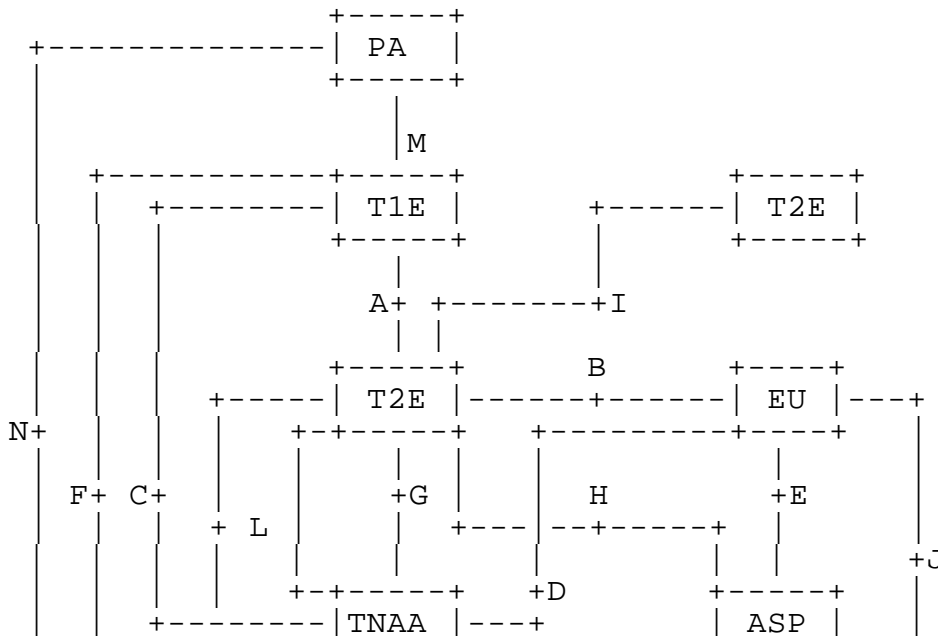 PA
M
T1E T2E
A I
B
T2E EU
N
F C G H E
L
J
D
TNAA ASP